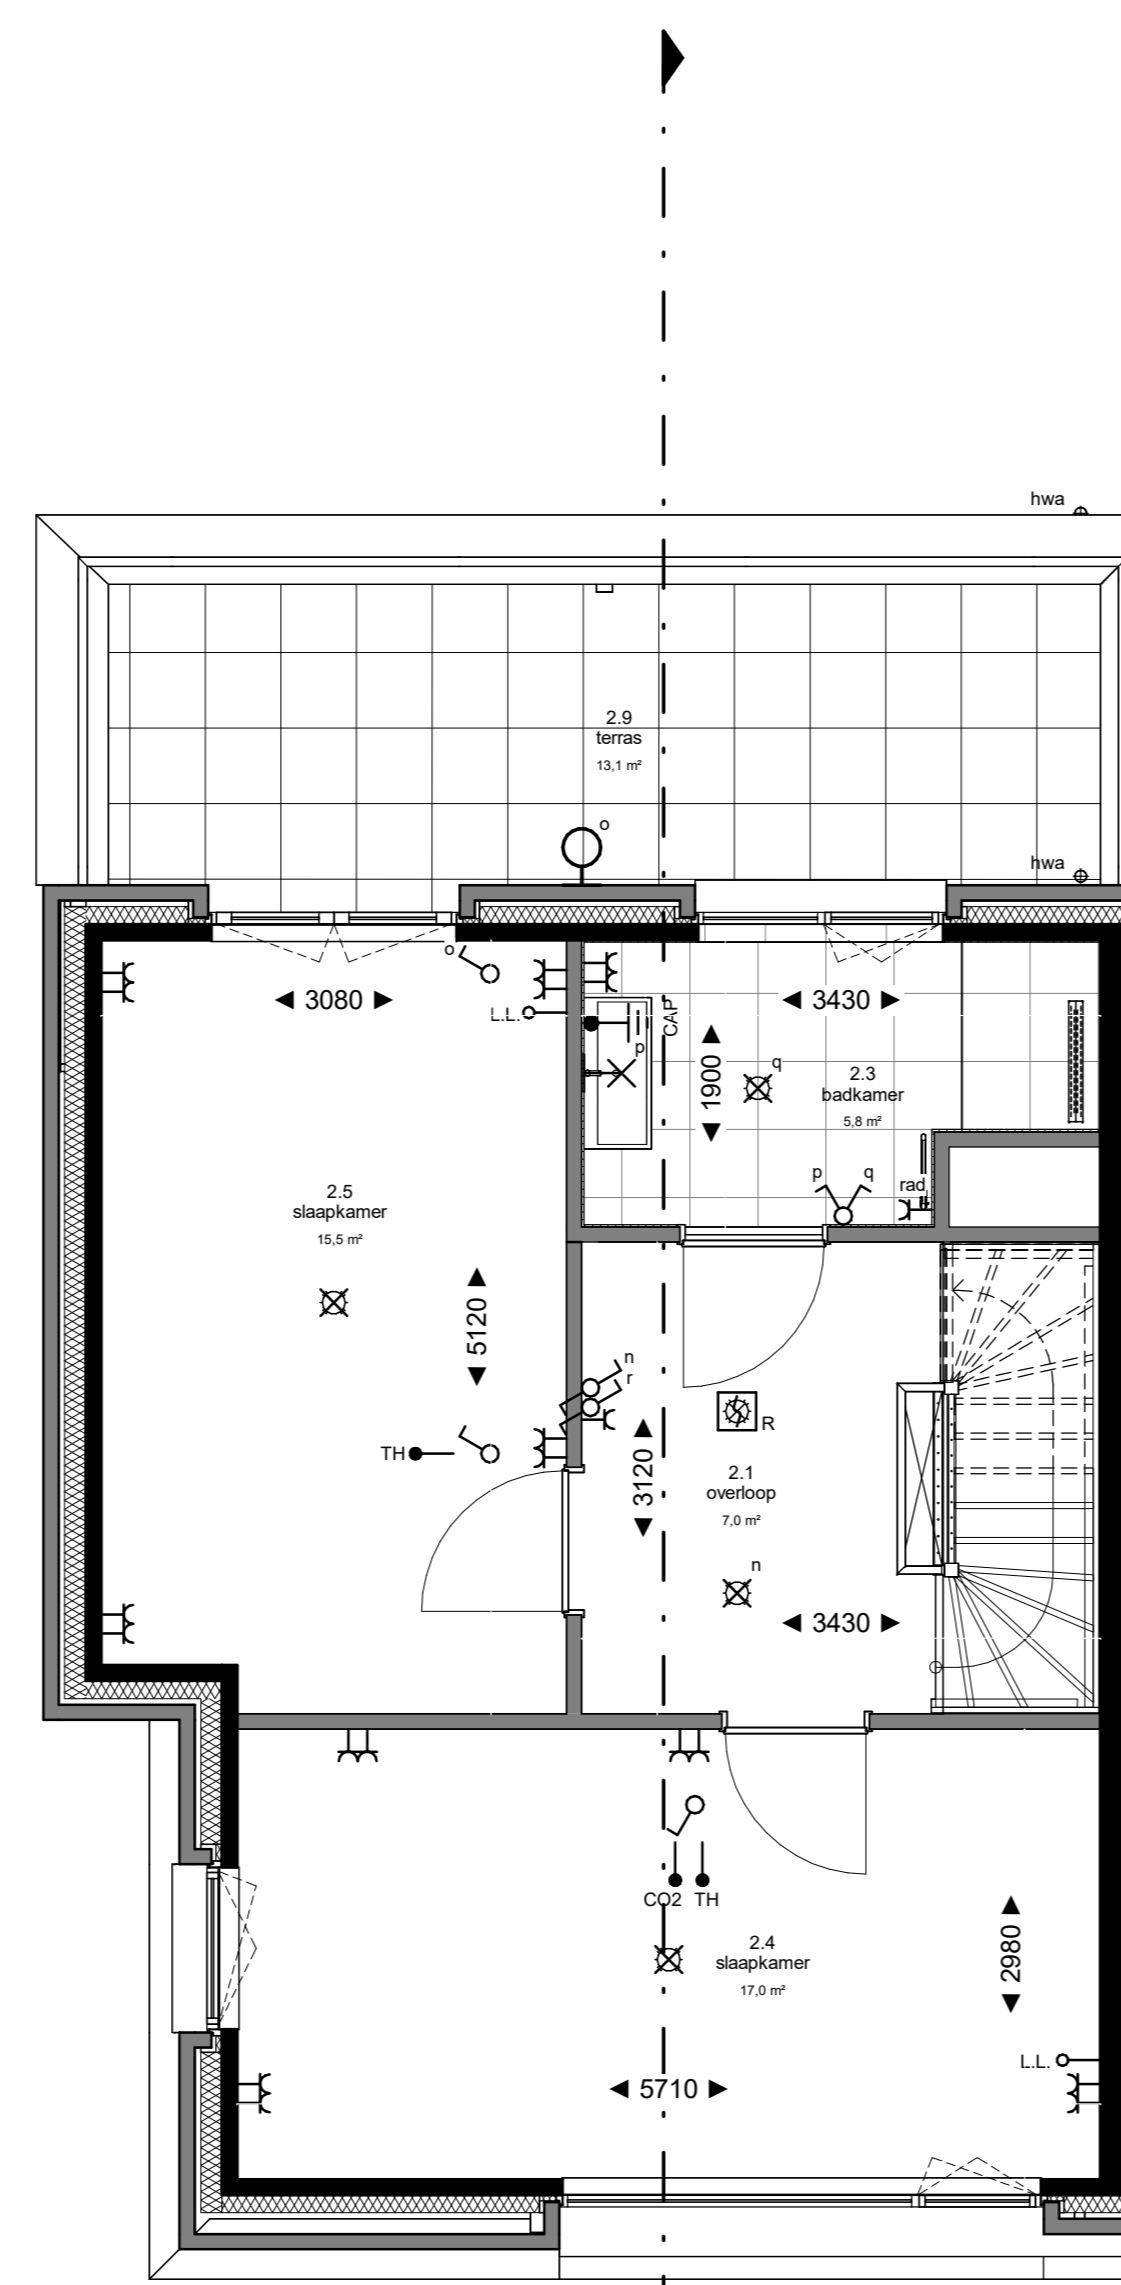 hwa
2.9
terras
13,1 m²
o
hwa
o
3080
3430
L.L.
CAP
p
1900
q
2.3
badkamer
5,8 m²
p
q
rad.
2.5
slaapkamer
15,5 m²
5120
n
r
R
TH
3120
2.1
overloop
7,0 m²
n
3430
CO2
TH
2.4
slaapkamer
17,0 m²
2980
L.L.
5710